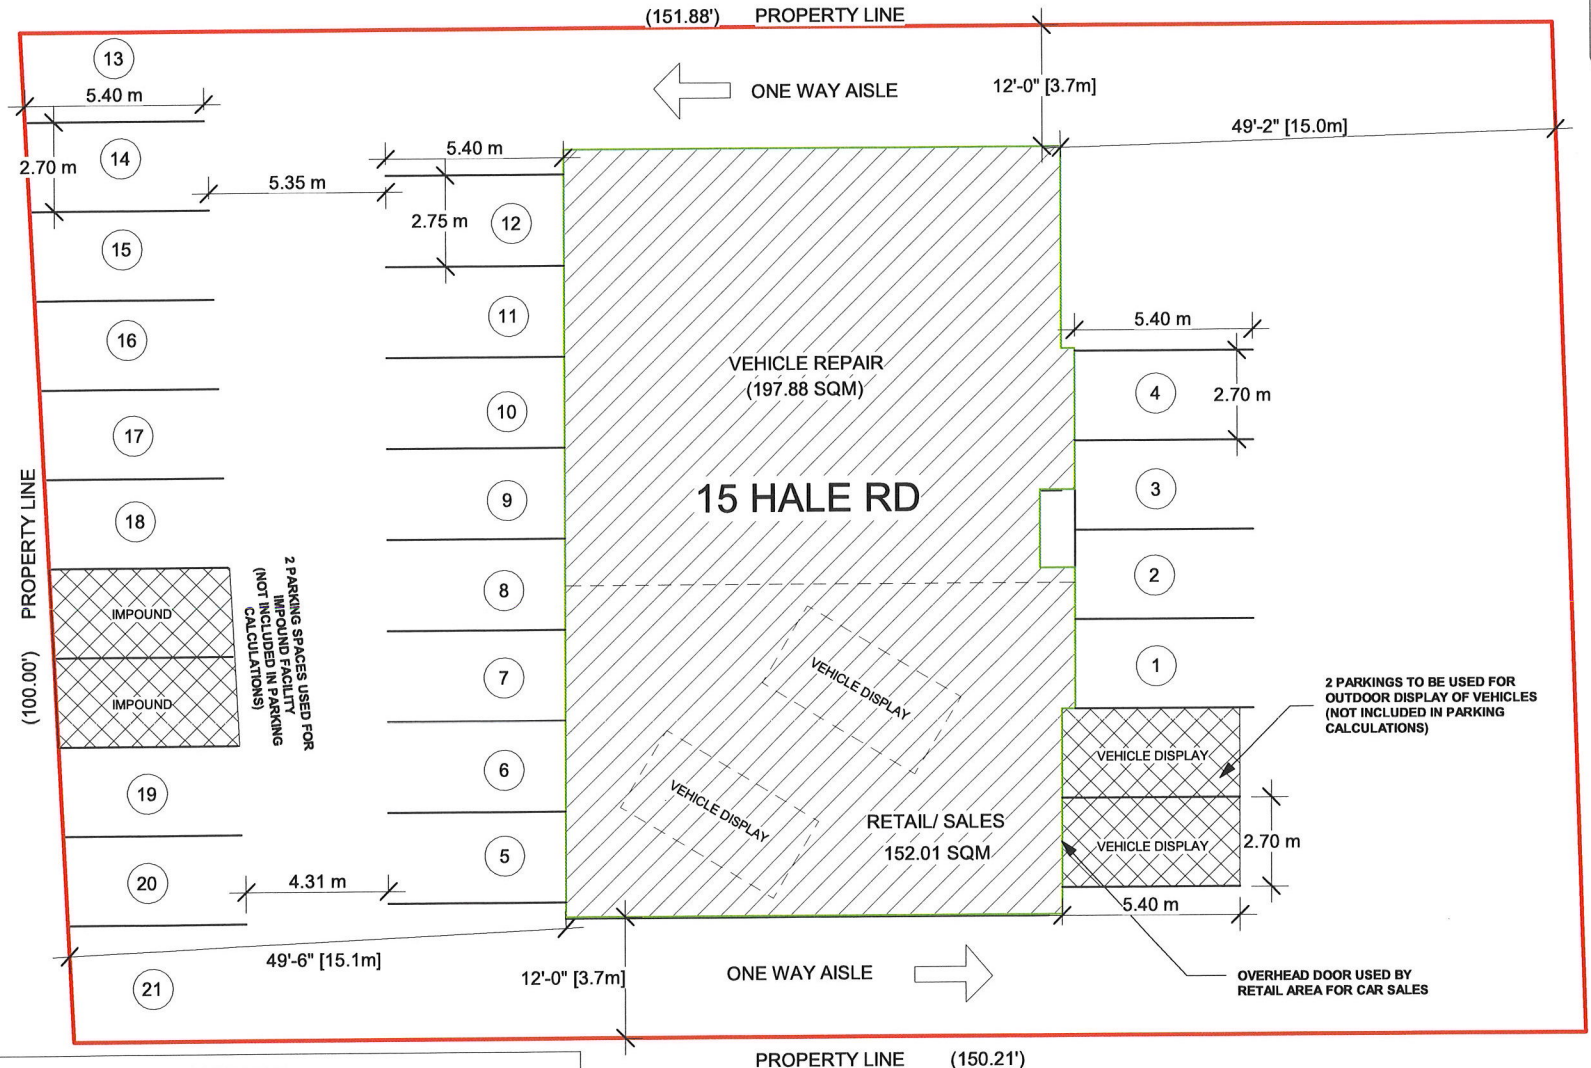 (151.88') PROPERTY LINE
13
5.40 m
ONE WAY AISLE
12'-0" [3.7m]
49'-2" [15.0m]
2.70 m
14
5.35 m
5.40 m
2.75 m
12
15
11
16
5.40 m
VEHICLE REPAIR
(197.88 SQM)
4
2.70 m
17
10
15 HALE RD
3
18
9
PROPERTY LINE
(100.00')
2 PARKING SPACES USED FOR
IMPOUND FACILITY
(NOT INCLUDED IN PARKING
CALCULATIONS)
IMPOUND
IMPOUND
8
2
7
1
VEHICLE DISPLAY
2 PARKINGS TO BE USED FOR
OUTDOOR DISPLAY OF VEHICLES
(NOT INCLUDED IN PARKING
CALCULATIONS)
VEHICLE DISPLAY
19
6
VEHICLE DISPLAY
RETAIL/ SALES
152.01 SQM
VEHICLE DISPLAY
2.70 m
20
4.31 m
5
5.40 m
49'-6" [15.1m]
21
12'-0" [3.7m]
ONE WAY AISLE
OVERHEAD DOOR USED BY
RETAIL AREA FOR CAR SALES
PROPERTY LINE (150.21')